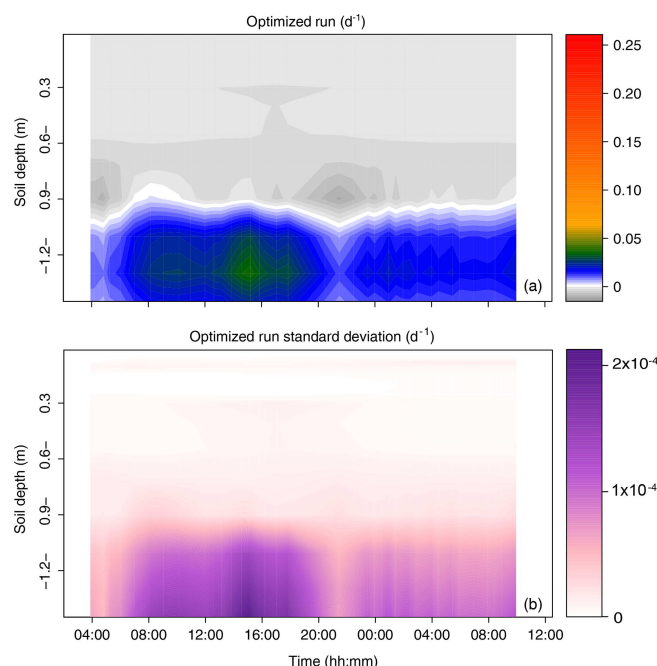 Optimized run (d⁻¹)
0.3
0.6−
0.9−
−1.2−
Soil depth (m)
(a)
0.25
0.20
0.15
0.10
0.05
0
Optimized run standard deviation (d⁻¹)
0.3
0.6−
0.9−
−1.2−
Soil depth (m)
(b)
2x10⁻⁴
1x10⁻⁴
0
04:00 08:00 12:00 16:00 20:00 00:00 04:00 08:00 12:00
Time (hh:mm)